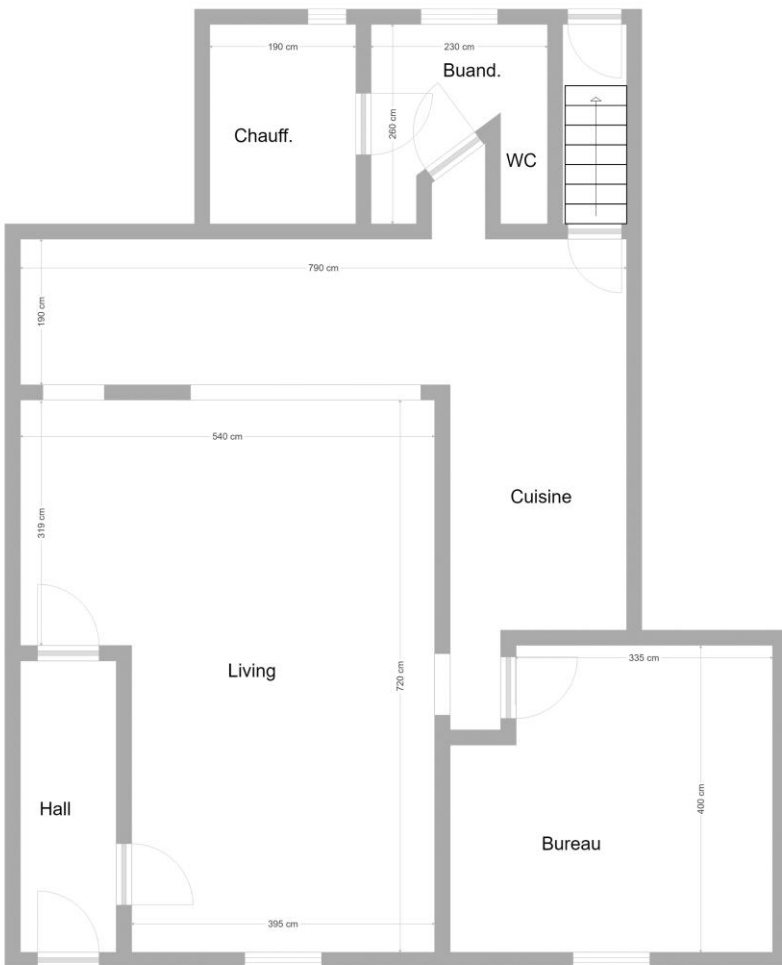 190 cm
230 cm
Buand.
260 cm
Chauff.
WC
790 cm
190 cm
540 cm
319 cm
Cuisine
Living
720 cm
335 cm
400 cm
Hall
Bureau
395 cm